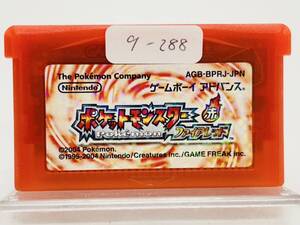 9-288
The Pokémon Company
AGB-BPRJ-JPN
Nintendo
ゲームボーイ アドバンス
ポケットモンスター 赤
POCKET MONSTERS
ファイアレッド
©2004 Pokémon.
©1995-2004 Nintendo/Creatures inc./GAME FREAK inc.